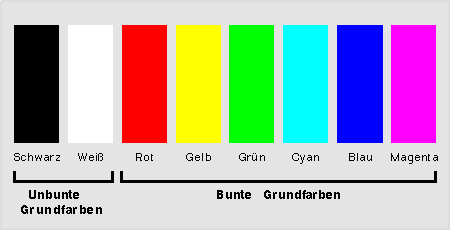 Schwarz Weiß Rot Gelb Grün Cyan Blau Magenta
Unbunte Bunte Grundfarben
Grundfarben